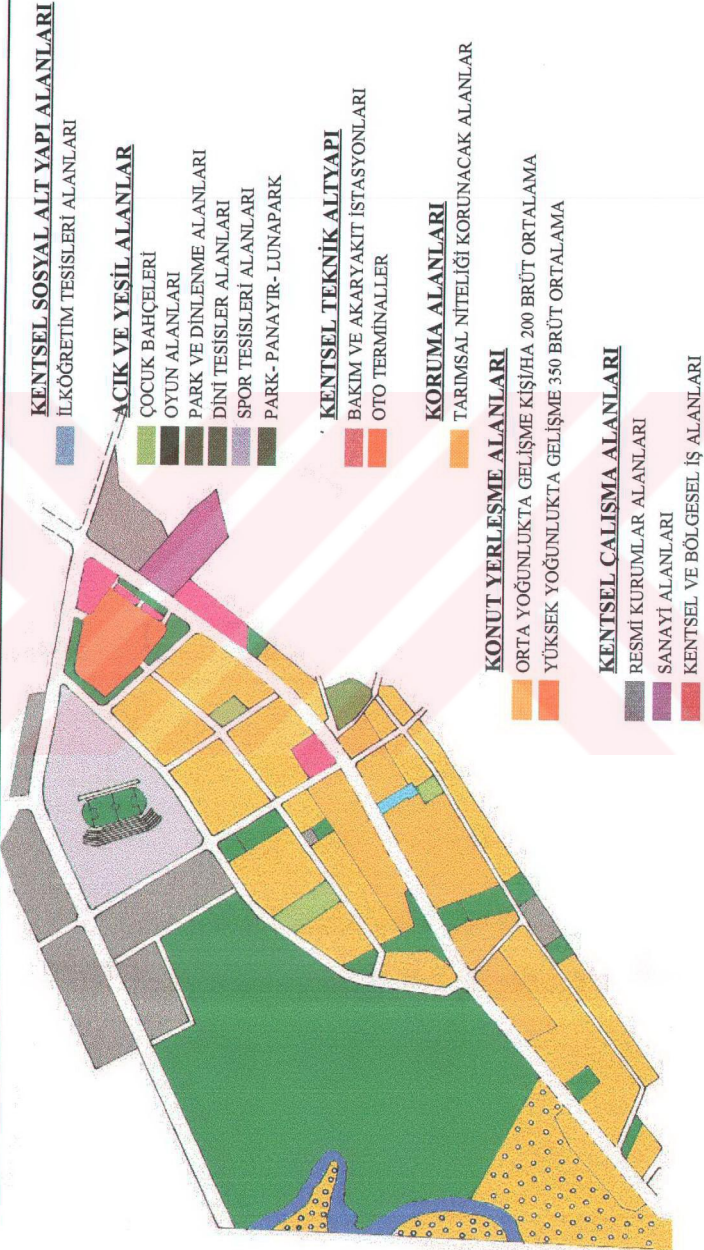 KENTSEL SOSYAL ALT YAPI ALANLARI
İLKÖĞRETİM TESİSLERİ ALANLARI
AÇIK VE YEŞİL ALANLAR
ÇOCUK BAHÇELERİ
OYUN ALANLARI
PARK VE DİNLENME ALANLARI
DİNİ TESİSLER ALANLARI
SPOR TESİSLERİ ALANLARI
PARK- PANAYIR- LUNAPARK
KENTSEL TEKNİK ALTYAPI
BAKIM VE AKARYAKIT İSTASYONLARI
OTO TERMİNALLER
KORUMA ALANLARI
TARIMSAL NİTELİĞİ KORUNACAK ALANLAR
KONUT YERLEŞME ALANLARI
ORTA YOĞUNLUKTA GELİŞME KİŞİ/HA 200 BRÜT ORTALAMA
YÜKSEK YOĞUNLUKTA GELİŞME 350 BRÜT ORTALAMA
KENTSEL ÇALIŞMA ALANLARI
RESMİ KURUMLAR ALANLARI
SANAYİ ALANLARI
KENTSEL VE BÖLGESEL İŞ ALANLARI